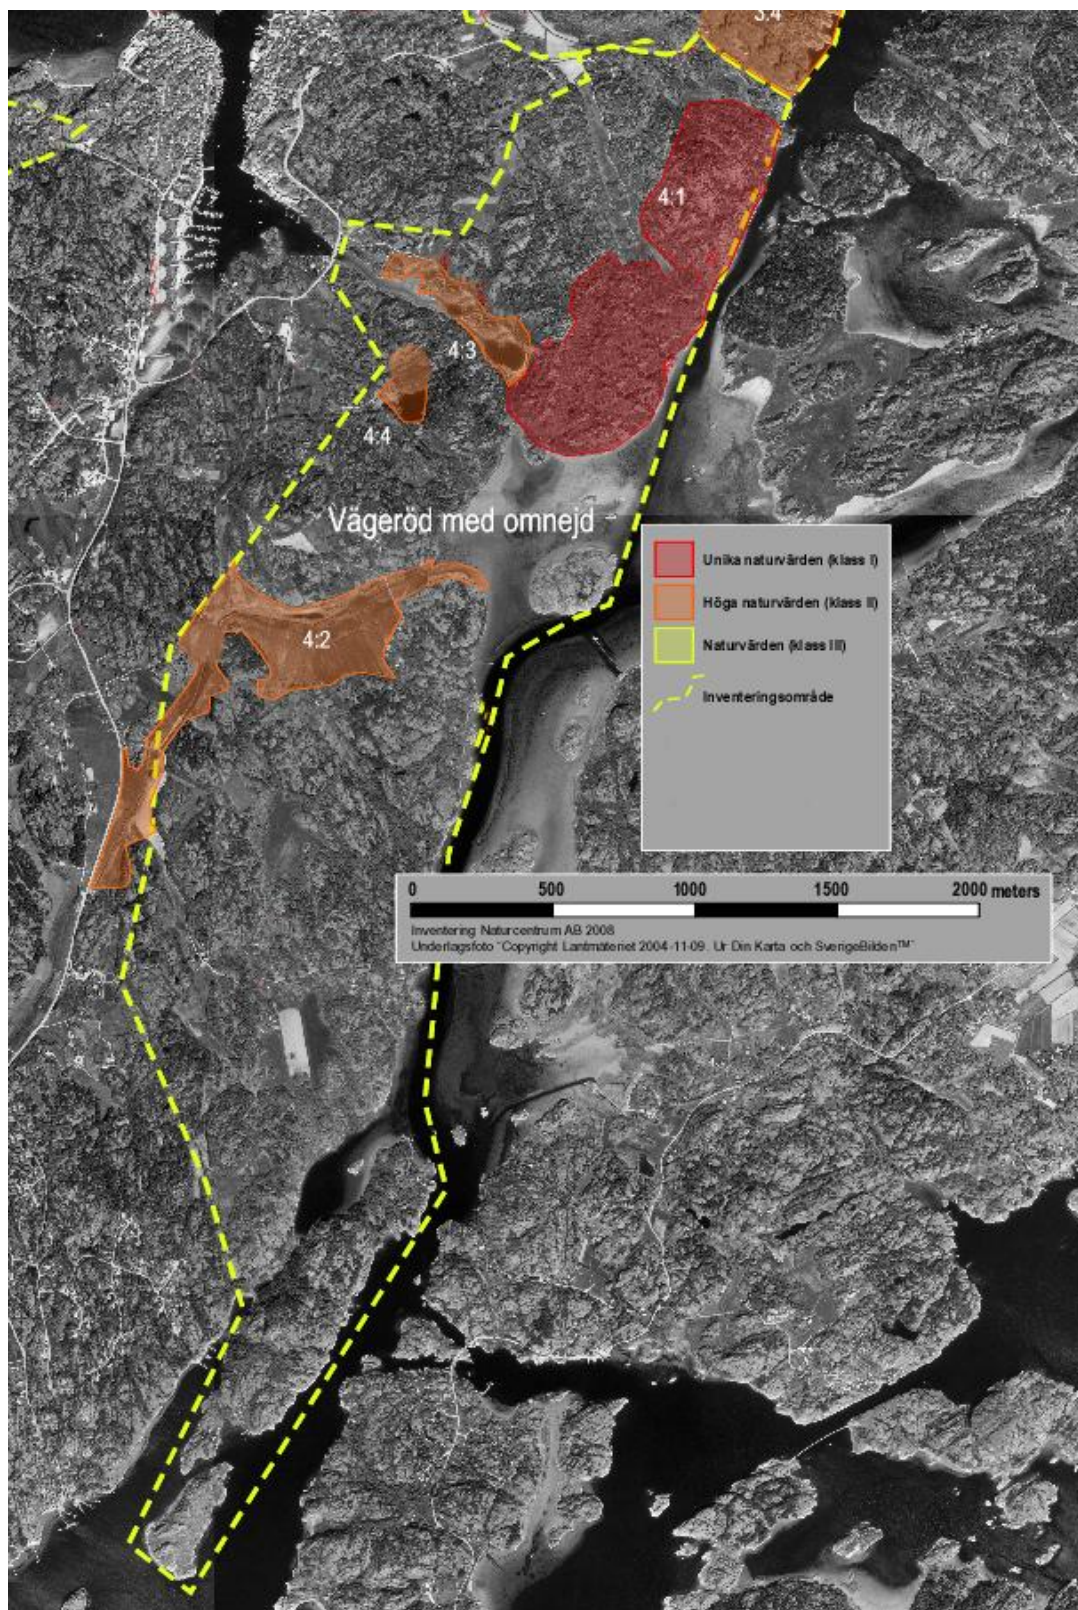 3:4
4:1
4:3
4:4
Vägeröd med omnejd
Unika naturvärden (klass I)
Höga naturvärden (klass II)
Naturvärden (klass III)
Inventeringsområde
4:2
0 500 1000 1500 2000 meters
Inventering Naturcentrum AB 2008
Underlagsfoto "Copyright Lantmäteriet 2004-11-09. Ur Din Karta och SverigeBilden™"